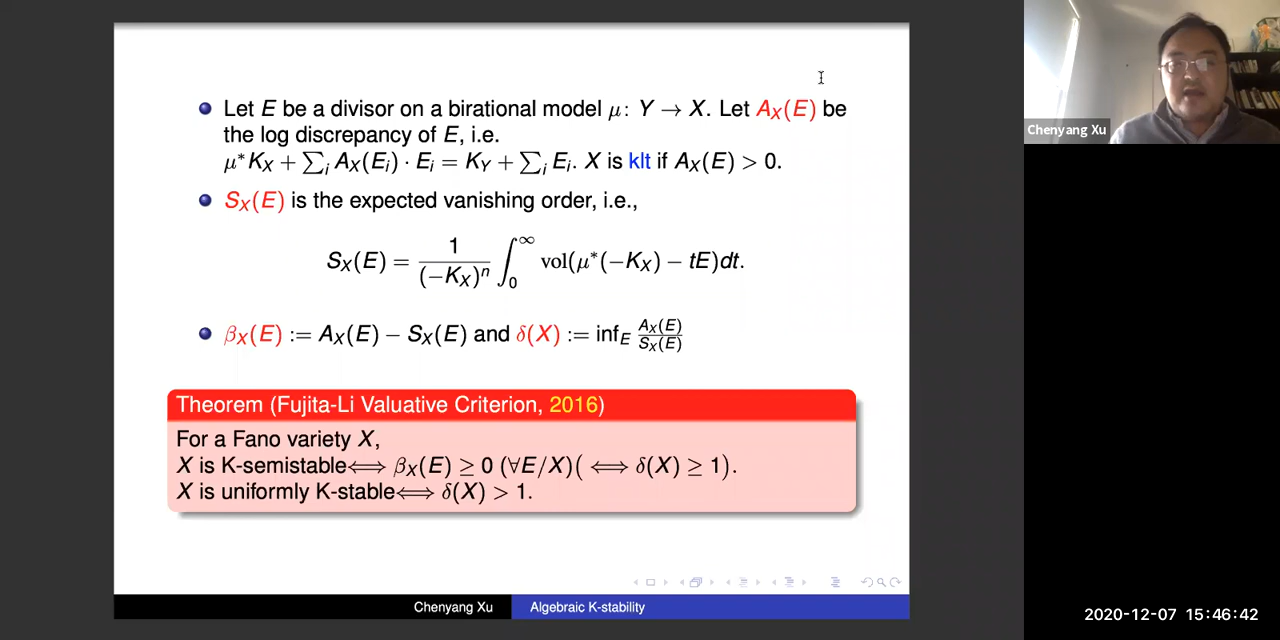 Let E be a divisor on a birational model μ: Y → X. Let A_X(E) be
the log discrepancy of E, i.e.
μ*K_X + ∑_i A_X(E_i) · E_i = K_Y + ∑_i E_i. X is klt if A_X(E) > 0.
S_X(E) is the expected vanishing order, i.e.,
S_X(E) = 1/(−K_X)^n ∫_0^∞ vol(μ*(−K_X) − tE)dt.
β_X(E) := A_X(E) − S_X(E) and δ(X) := inf_E A_X(E)/S_X(E)
Theorem (Fujita-Li Valuative Criterion, 2016)
For a Fano variety X,
X is K-semistable⟺ β_X(E) ≥ 0 (∀E/X)( ⟺ δ(X) ≥ 1).
X is uniformly K-stable⟺ δ(X) > 1.
Chenyang Xu Algebraic K-stability
Chenyang Xu
2020-12-07 15:46:42